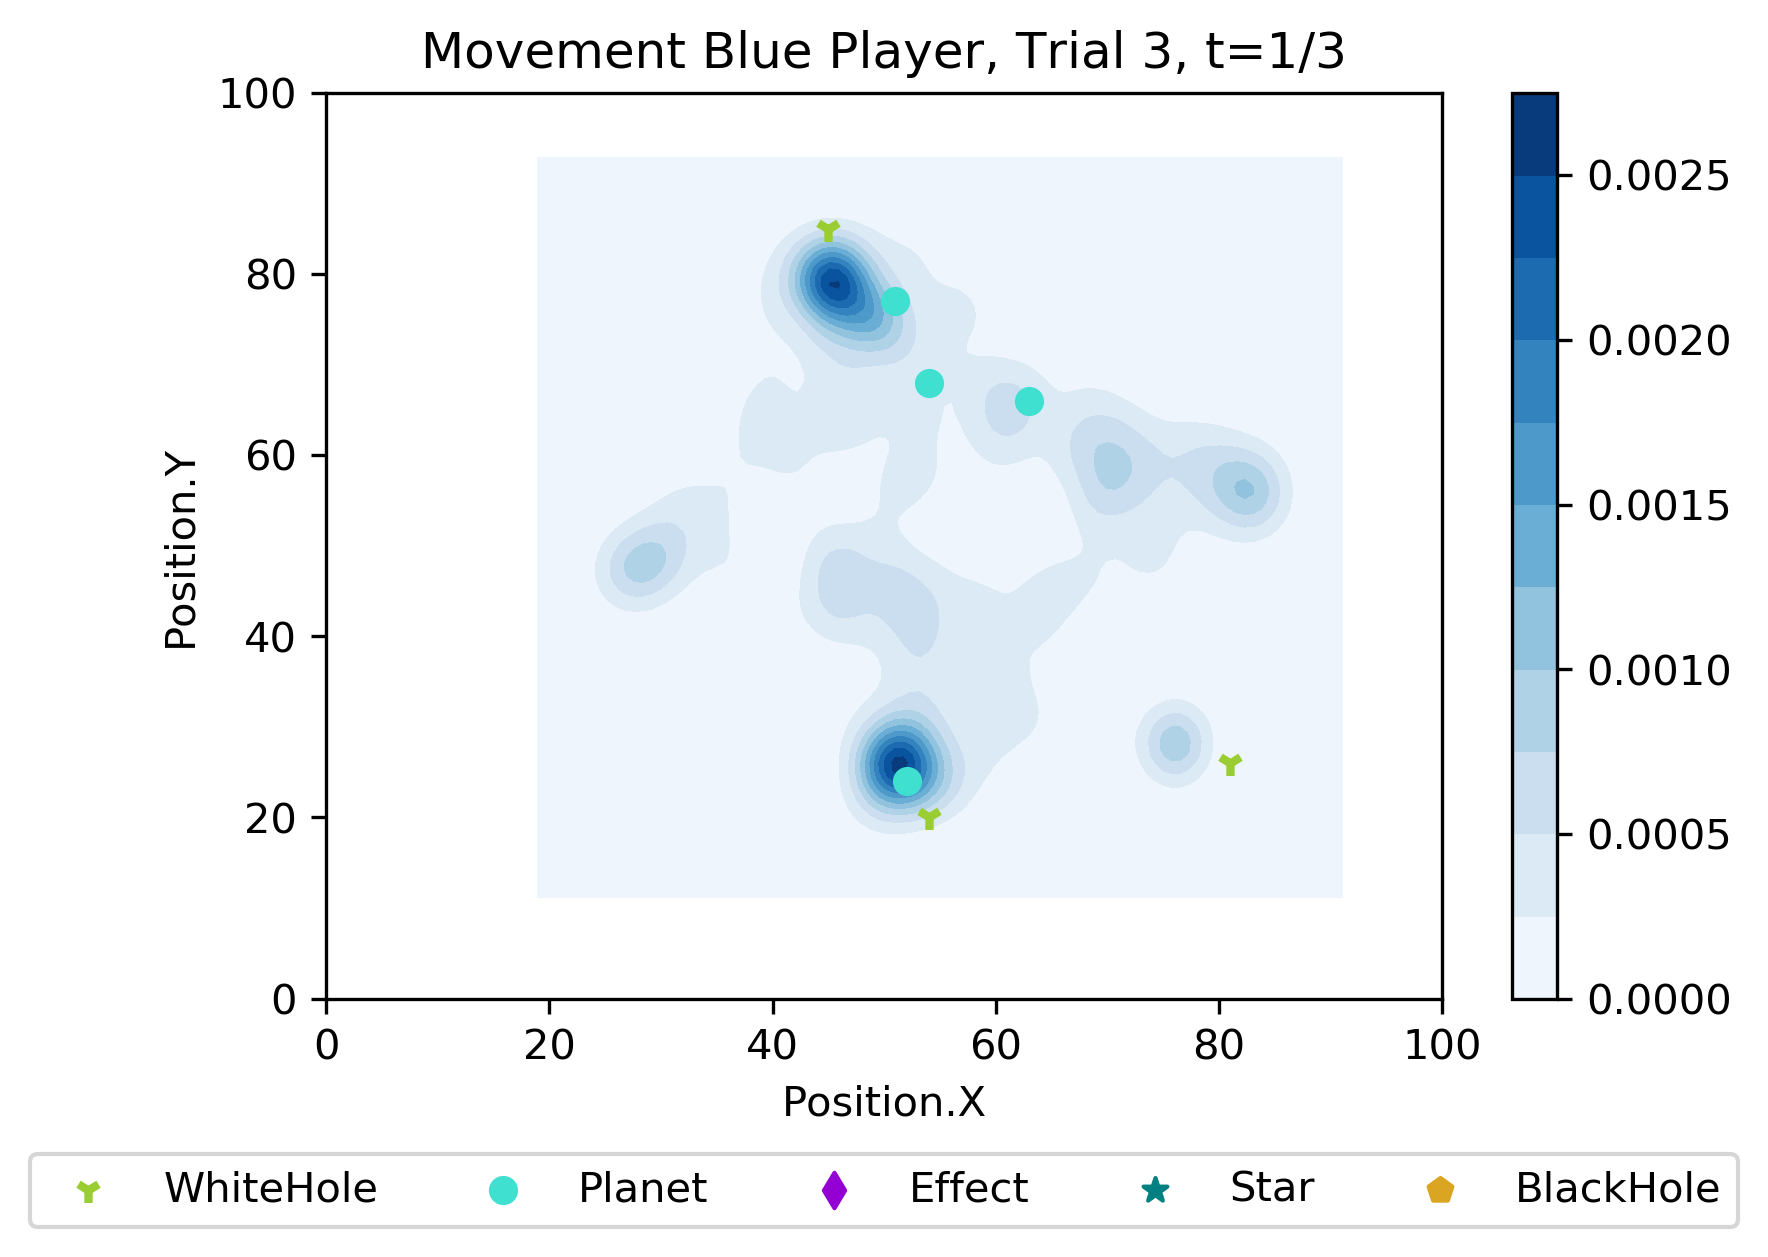 Movement Blue Player, Trial 3, t=1/3
100
80
60
40
20
0
Position.Y
0 20 40 60 80 100
Position.X
0.0025
0.0020
0.0015
0.0010
0.0005
0.0000
WhiteHole Planet Effect Star BlackHole